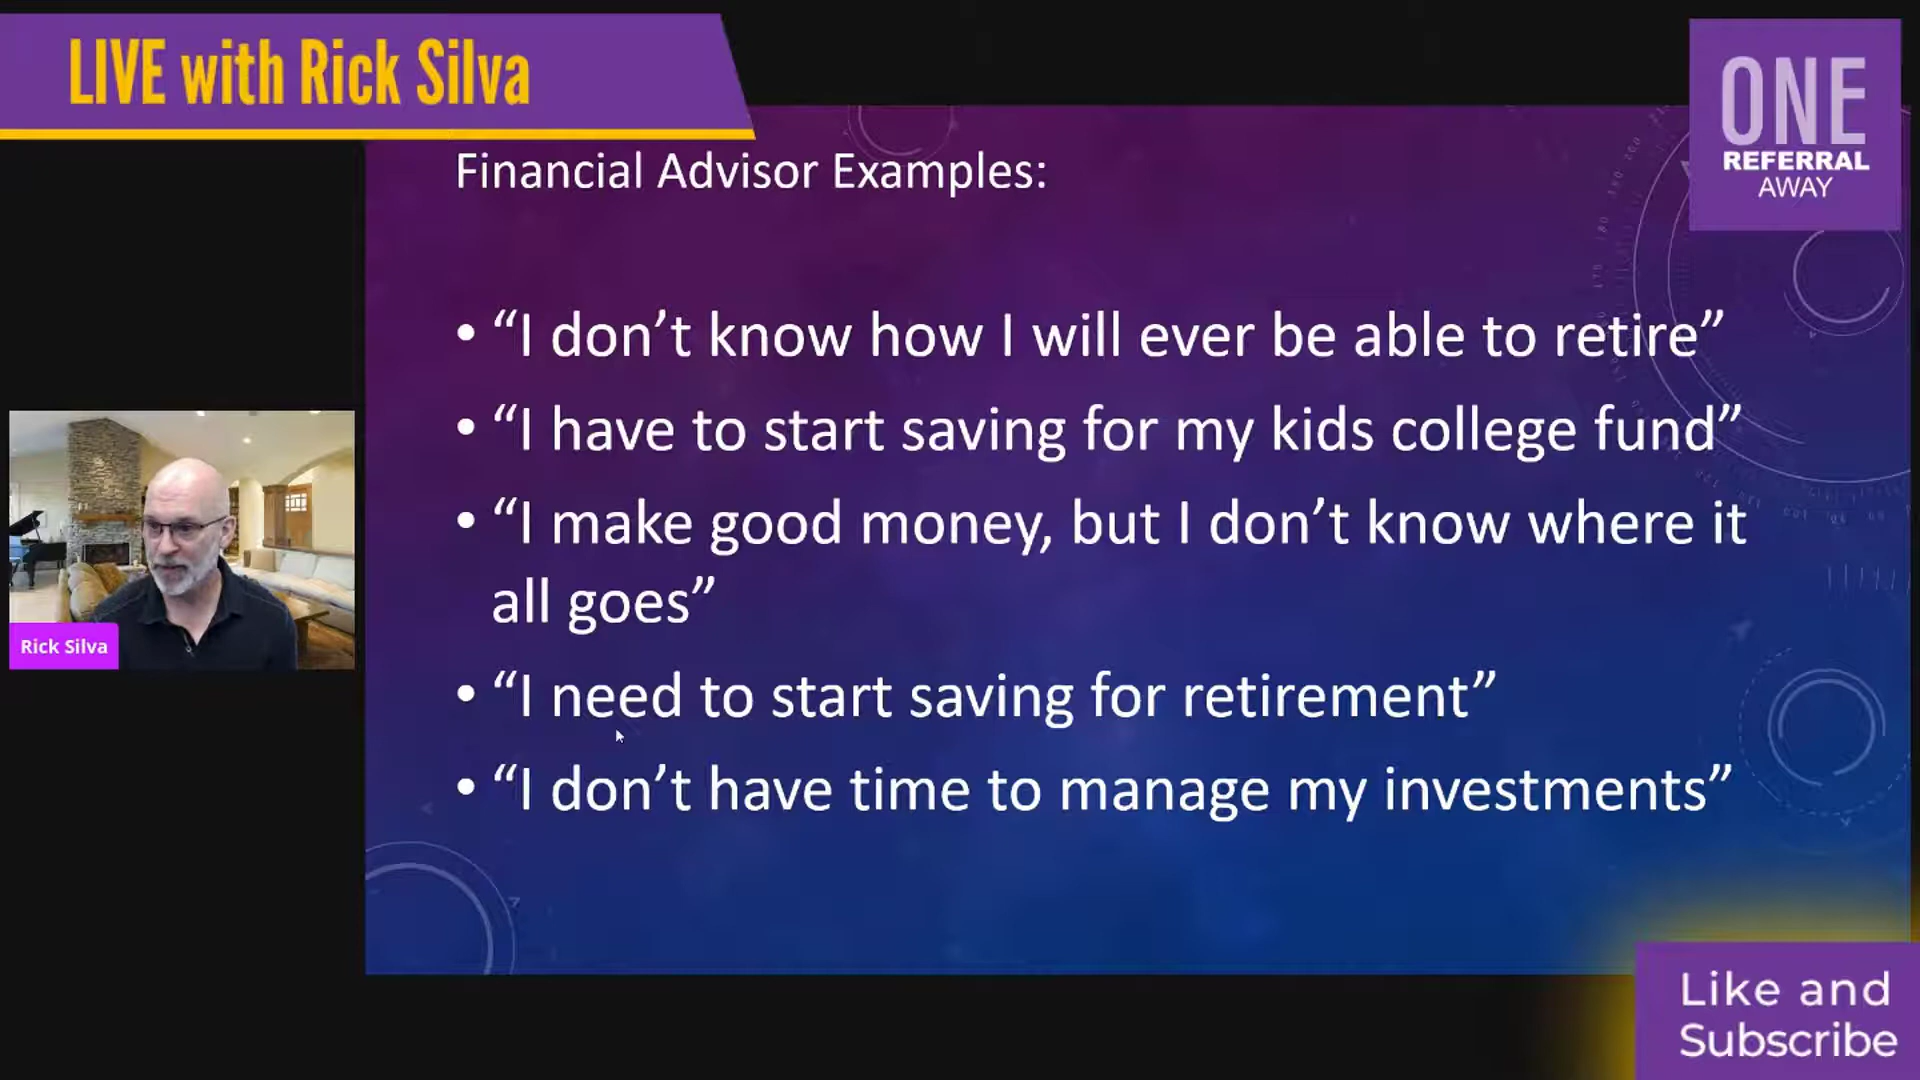 LIVE with Rick Silva
ONE
REFERRAL
AWAY
Financial Advisor Examples:
• “I don’t know how I will ever be able to retire”
• “I have to start saving for my kids college fund”
• “I make good money, but I don’t know where it
all goes”
• “I need to start saving for retirement”
• “I don’t have time to manage my investments”
Rick Silva
Like and
Subscribe